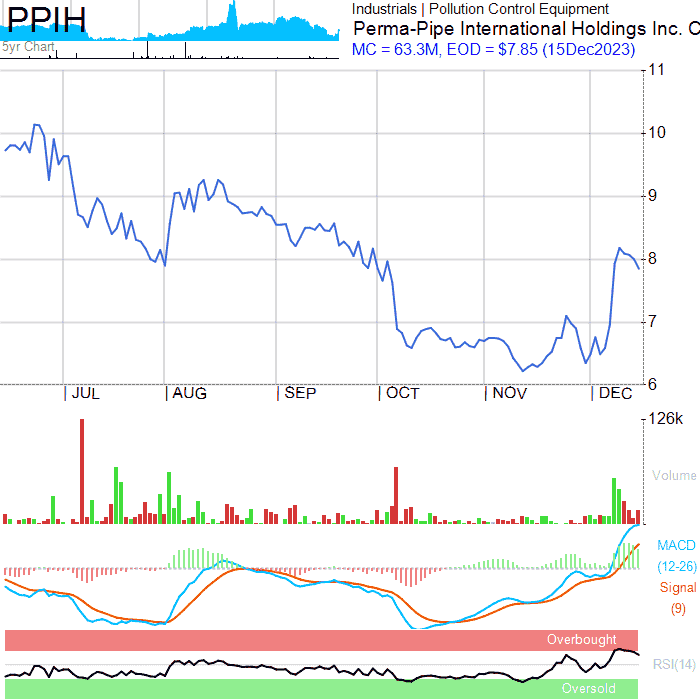 PPIH
5yr Chart
Industrials | Pollution Control Equipment
Perma-Pipe International Holdings Inc. C
MC = 63.3M, EOD = $7.85 (15Dec2023)
11
10
9
8
7
6
JUL AUG SEP OCT NOV DEC
126k
Volume
MACD
(12-26)
Signal
(9)
Overbought
RSI(14)
Oversold